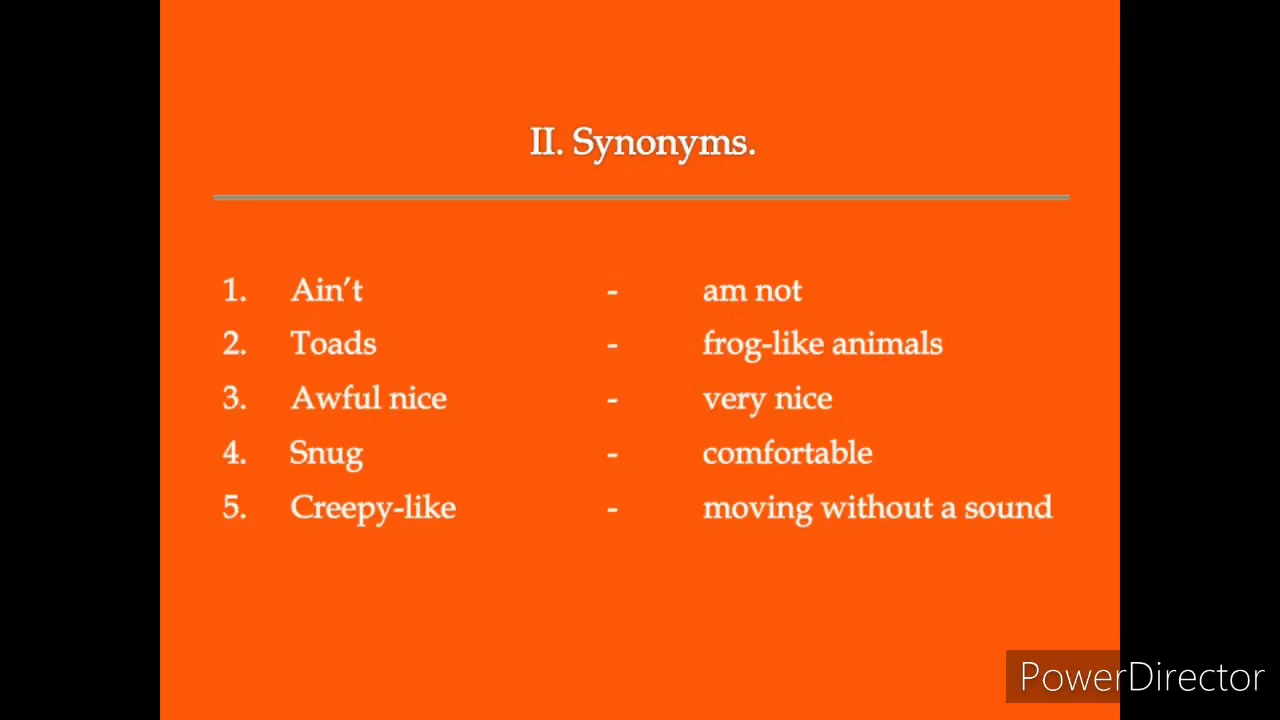 II. Synonyms.
1. Ain't - am not
2. Toads - frog-like animals
3. Awful nice - very nice
4. Snug - comfortable
5. Creepy-like - moving without a sound
PowerDirector